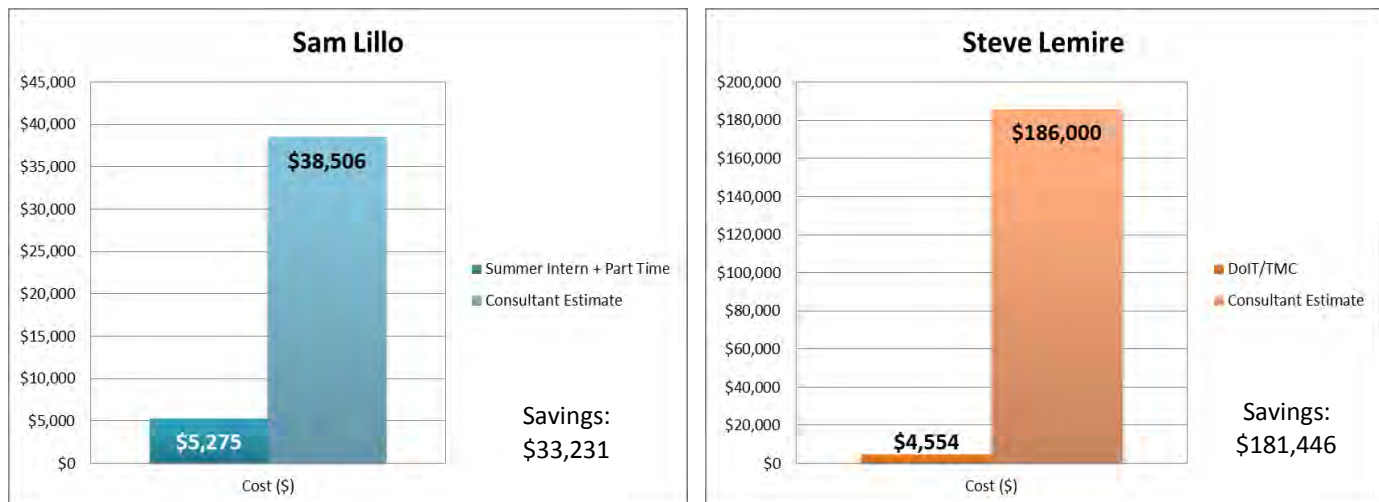 Sam Lillo
$45,000
$40,000
$35,000
$30,000
$25,000
$20,000
$15,000
$10,000
$5,000
$0
$38,506
$5,275
Cost ($)
Summer Intern + Part Time
Consultant Estimate
Savings:
$33,231
Steve Lemire
$200,000
$180,000
$160,000
$140,000
$120,000
$100,000
$80,000
$60,000
$40,000
$20,000
$0
$186,000
$4,554
Cost ($)
DoIT/TMC
Consultant Estimate
Savings:
$181,446